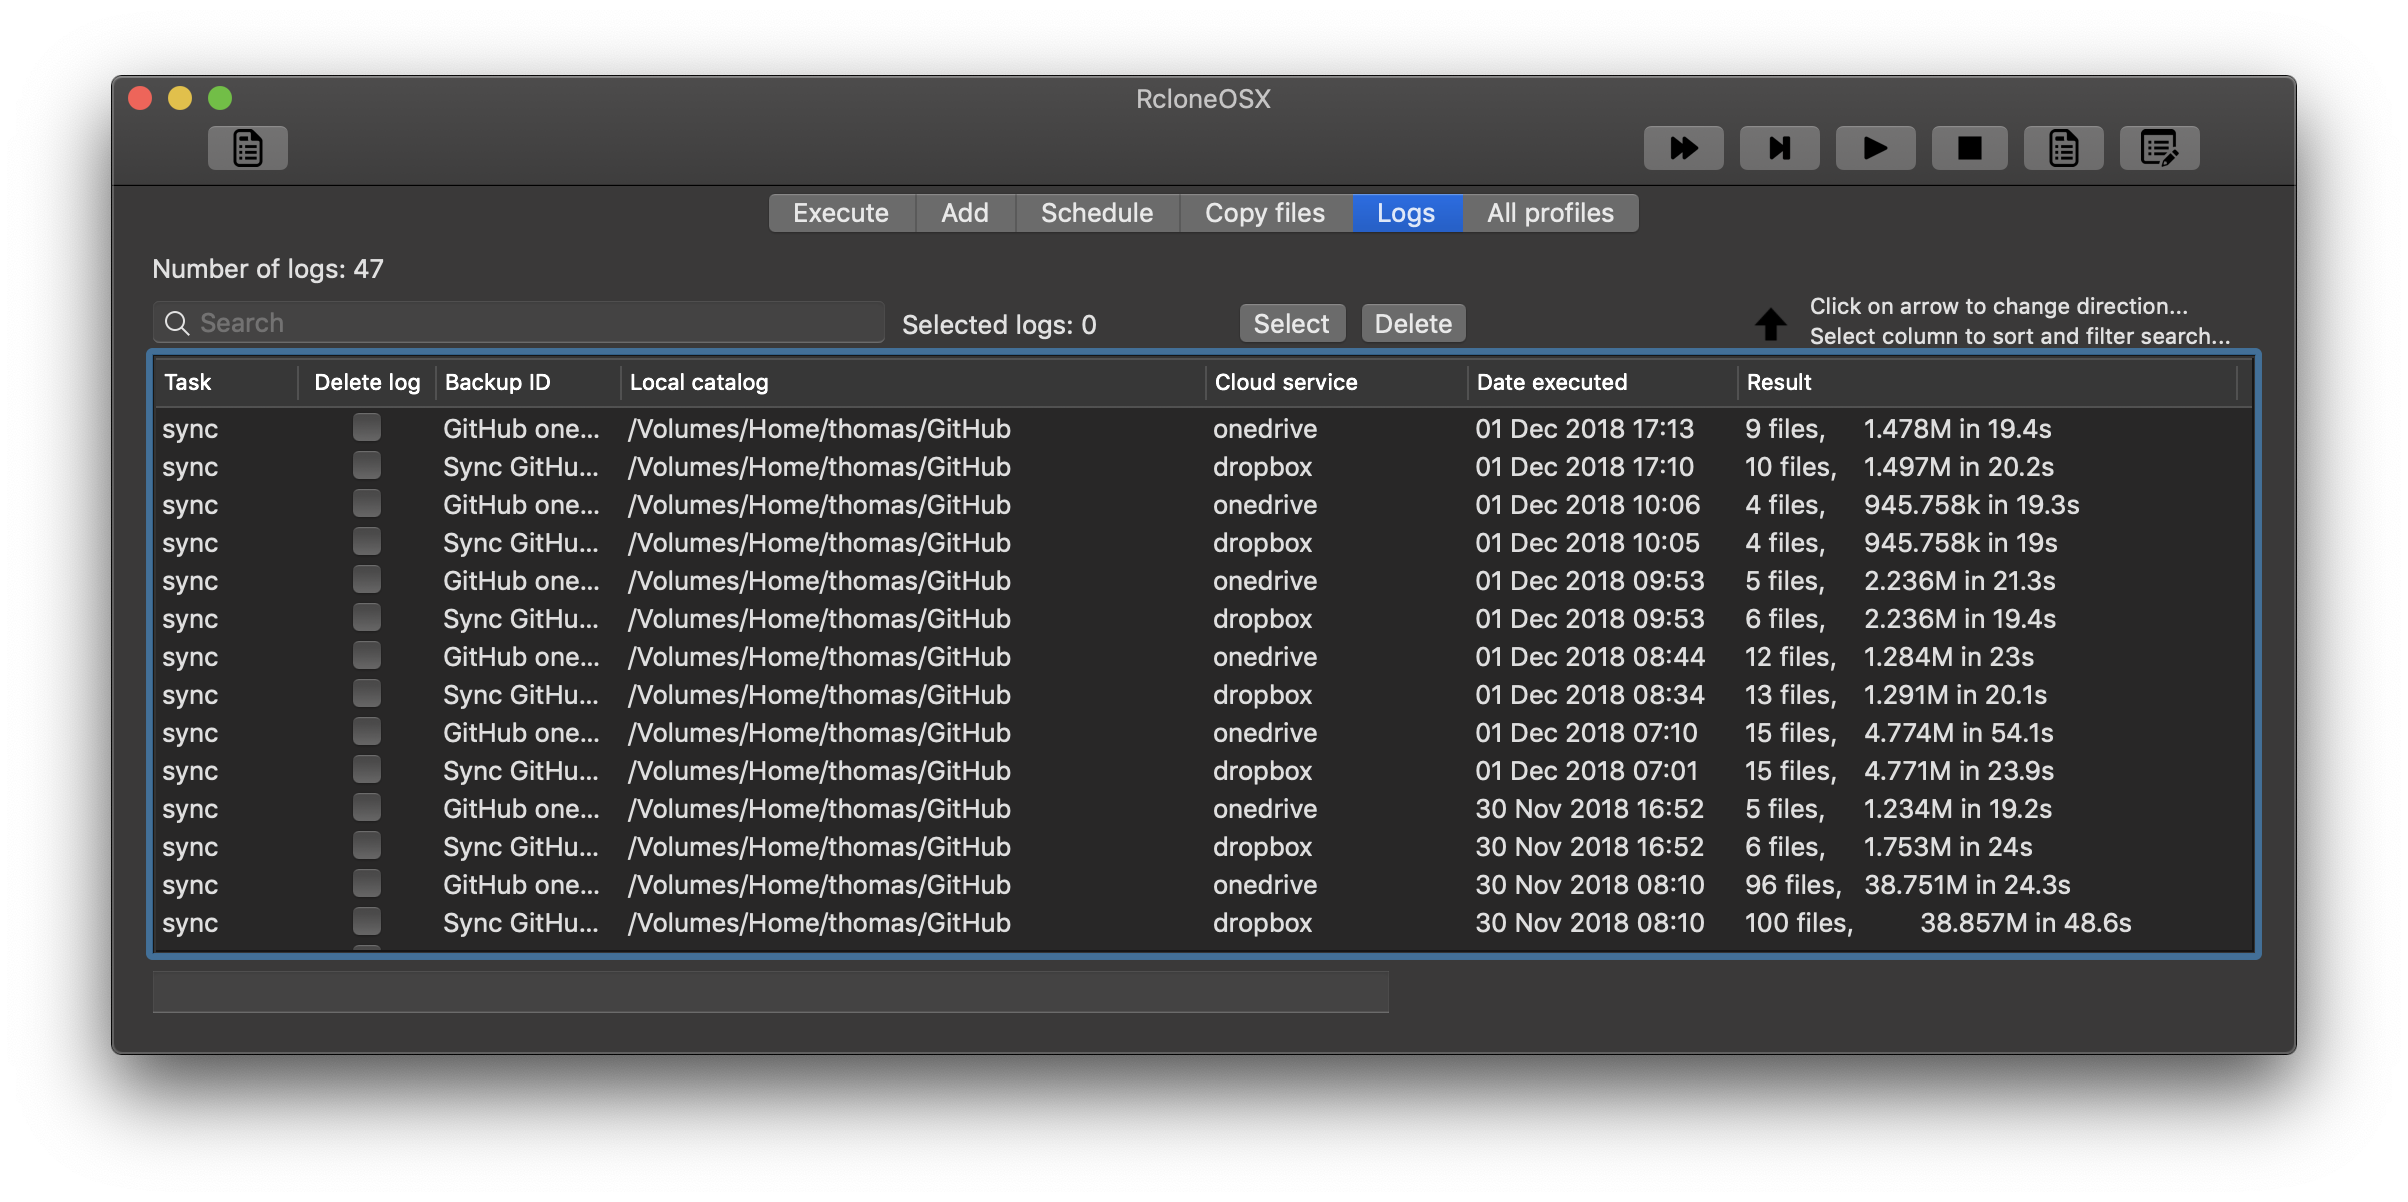 RcloneOSX
Execute Add Schedule Copy files Logs All profiles
Number of logs: 47
Search Selected logs: 0 Select Delete
Click on arrow to change direction...
Select column to sort and filter search...
Task Delete log Backup ID Local catalog Cloud service Date executed Result
sync GitHub one... /Volumes/Home/thomas/GitHub onedrive 01 Dec 2018 17:13 9 files, 1.478M in 19.4s
sync Sync GitHu... /Volumes/Home/thomas/GitHub dropbox 01 Dec 2018 17:10 10 files, 1.497M in 20.2s
sync GitHub one... /Volumes/Home/thomas/GitHub onedrive 01 Dec 2018 10:06 4 files, 945.758k in 19.3s
sync Sync GitHu... /Volumes/Home/thomas/GitHub dropbox 01 Dec 2018 10:05 4 files, 945.758k in 19s
sync GitHub one... /Volumes/Home/thomas/GitHub onedrive 01 Dec 2018 09:53 5 files, 2.236M in 21.3s
sync Sync GitHu... /Volumes/Home/thomas/GitHub dropbox 01 Dec 2018 09:53 6 files, 2.236M in 19.4s
sync GitHub one... /Volumes/Home/thomas/GitHub onedrive 01 Dec 2018 08:44 12 files, 1.284M in 23s
sync Sync GitHu... /Volumes/Home/thomas/GitHub dropbox 01 Dec 2018 08:34 13 files, 1.291M in 20.1s
sync GitHub one... /Volumes/Home/thomas/GitHub onedrive 01 Dec 2018 07:10 15 files, 4.774M in 54.1s
sync Sync GitHu... /Volumes/Home/thomas/GitHub dropbox 01 Dec 2018 07:01 15 files, 4.771M in 23.9s
sync GitHub one... /Volumes/Home/thomas/GitHub onedrive 30 Nov 2018 16:52 5 files, 1.234M in 19.2s
sync Sync GitHu... /Volumes/Home/thomas/GitHub dropbox 30 Nov 2018 16:52 6 files, 1.753M in 24s
sync GitHub one... /Volumes/Home/thomas/GitHub onedrive 30 Nov 2018 08:10 96 files, 38.751M in 24.3s
sync Sync GitHu... /Volumes/Home/thomas/GitHub dropbox 30 Nov 2018 08:10 100 files, 38.857M in 48.6s